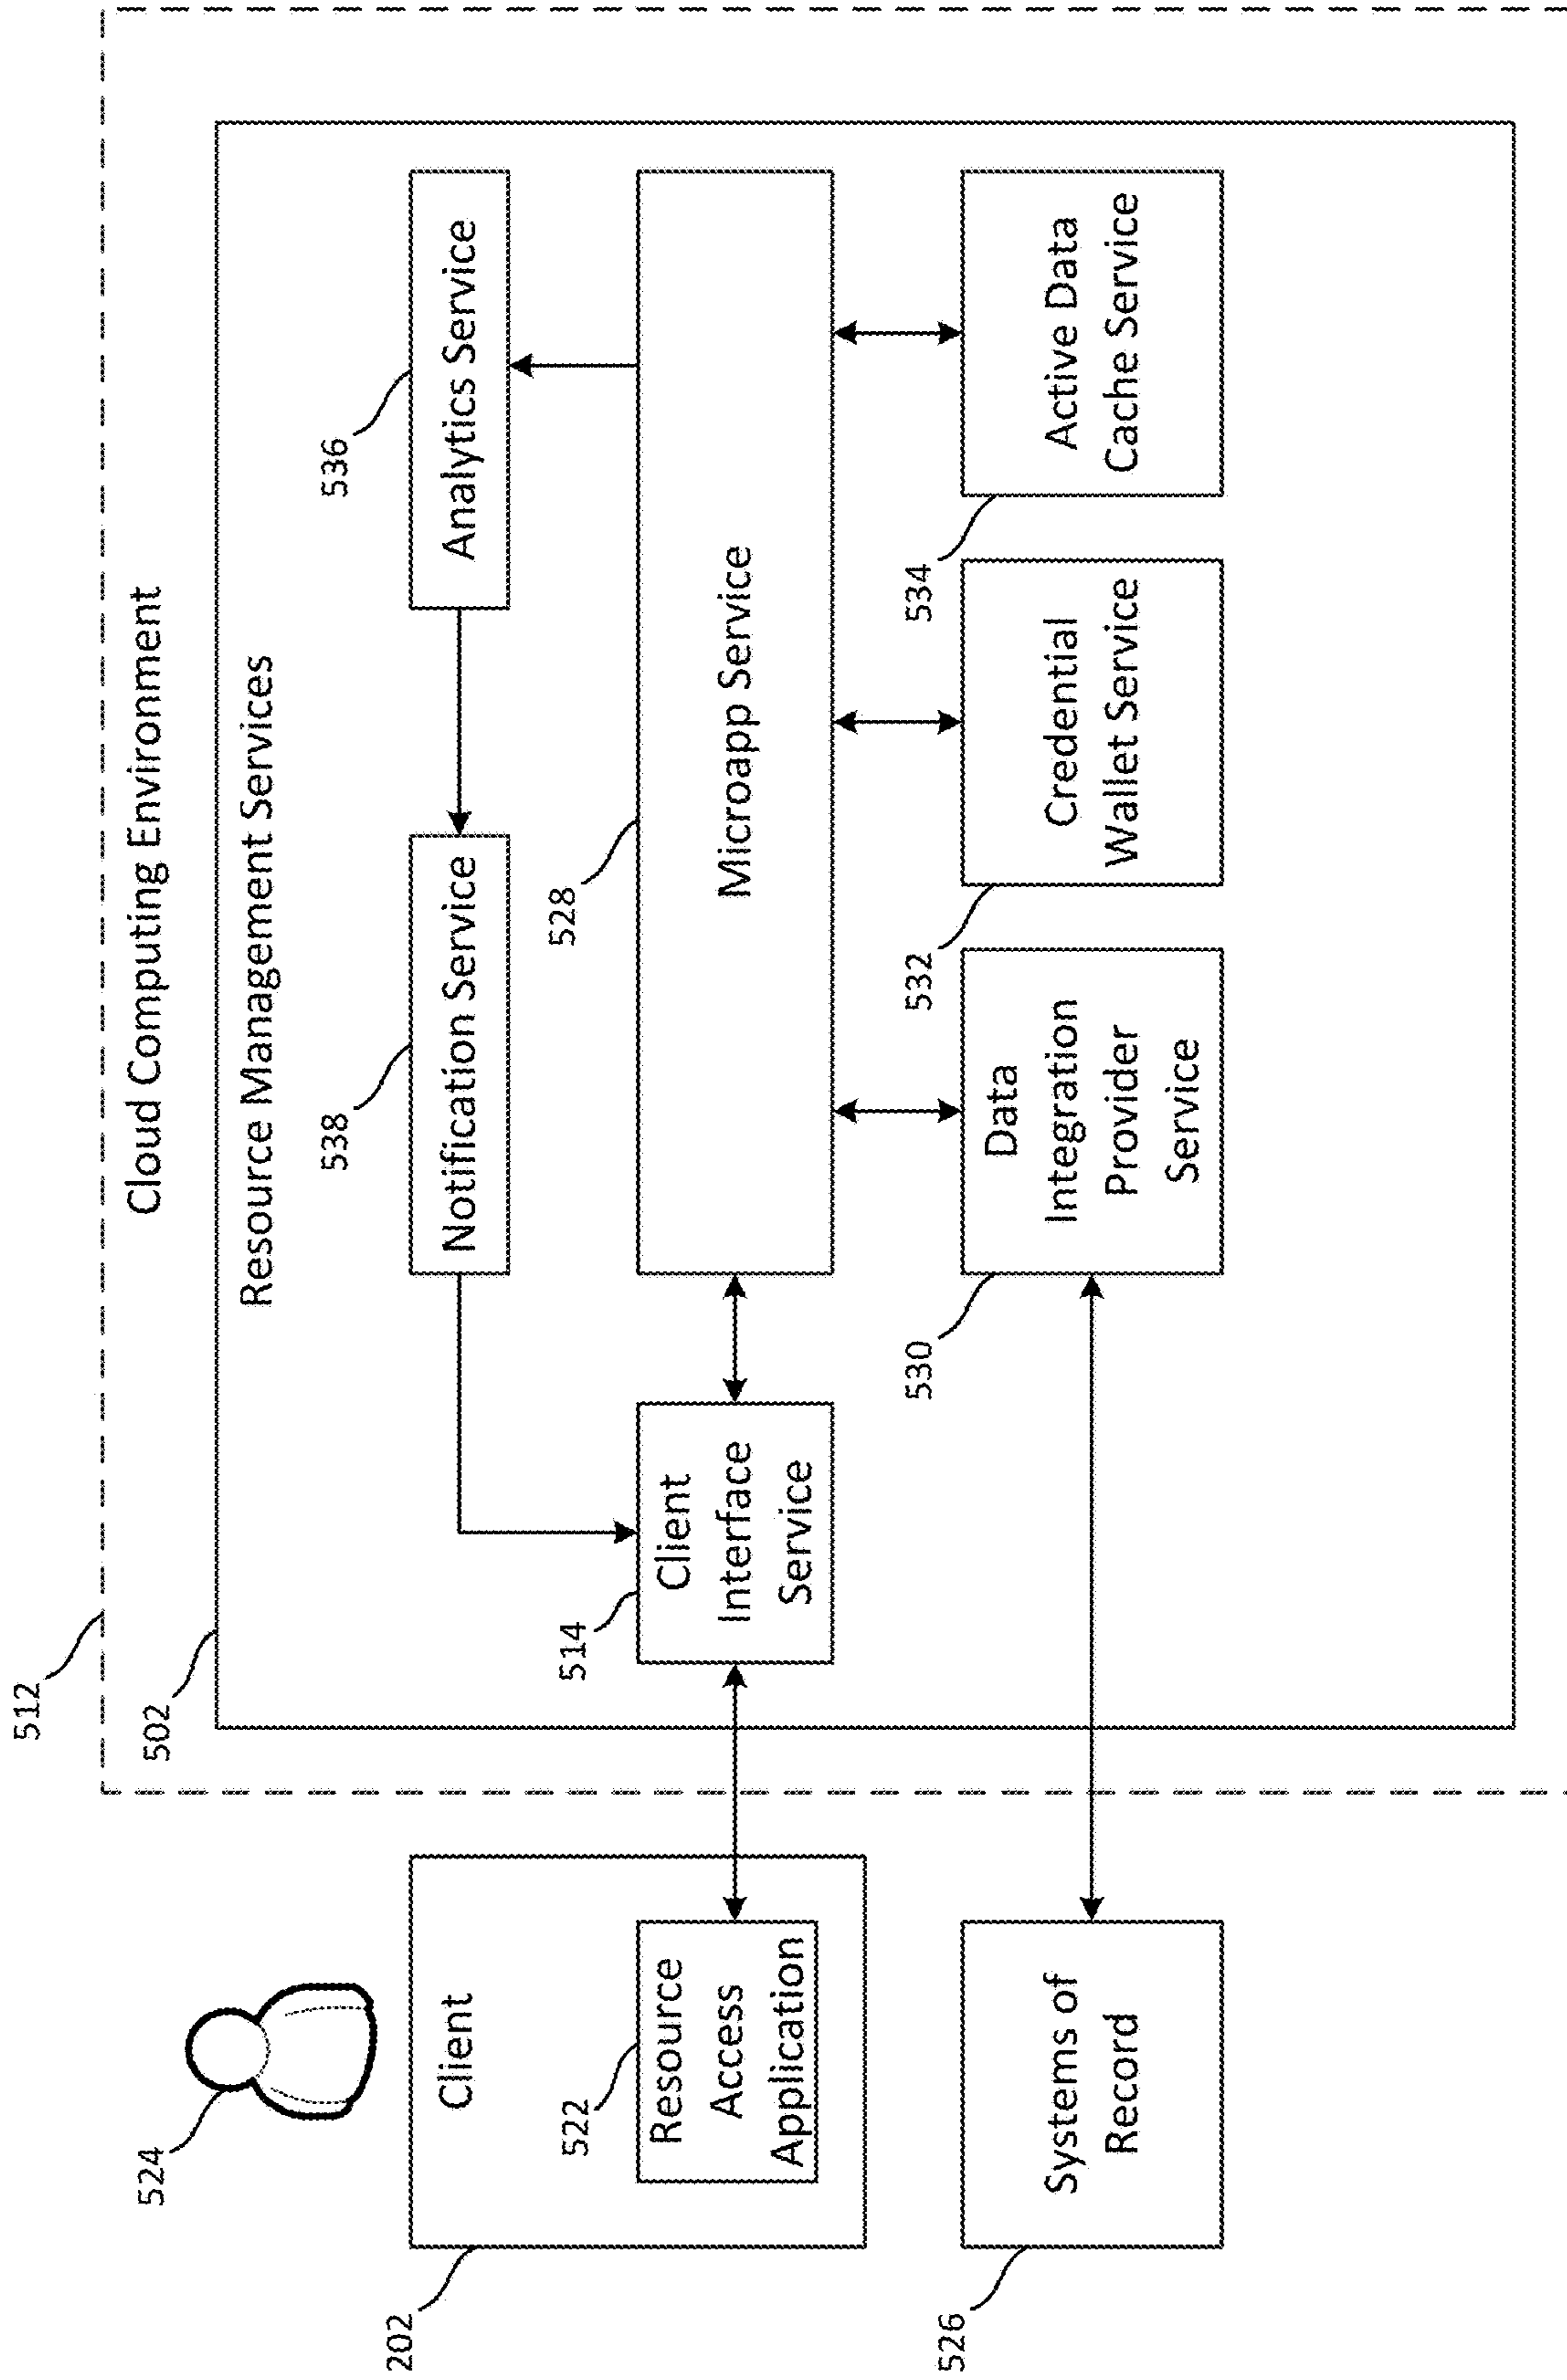 512
Cloud Computing Environment
502
Resource Management Services
524
538
536
Client
Notification Service
Analytics Service
522
Resource
Access
Application
202
514
Client
Interface
Service
528
Microapp Service
526
Systems of
Record
530
Data
Integration
Provider
Service
532
Credential
Wallet Service
534
Active Data
Cache Service